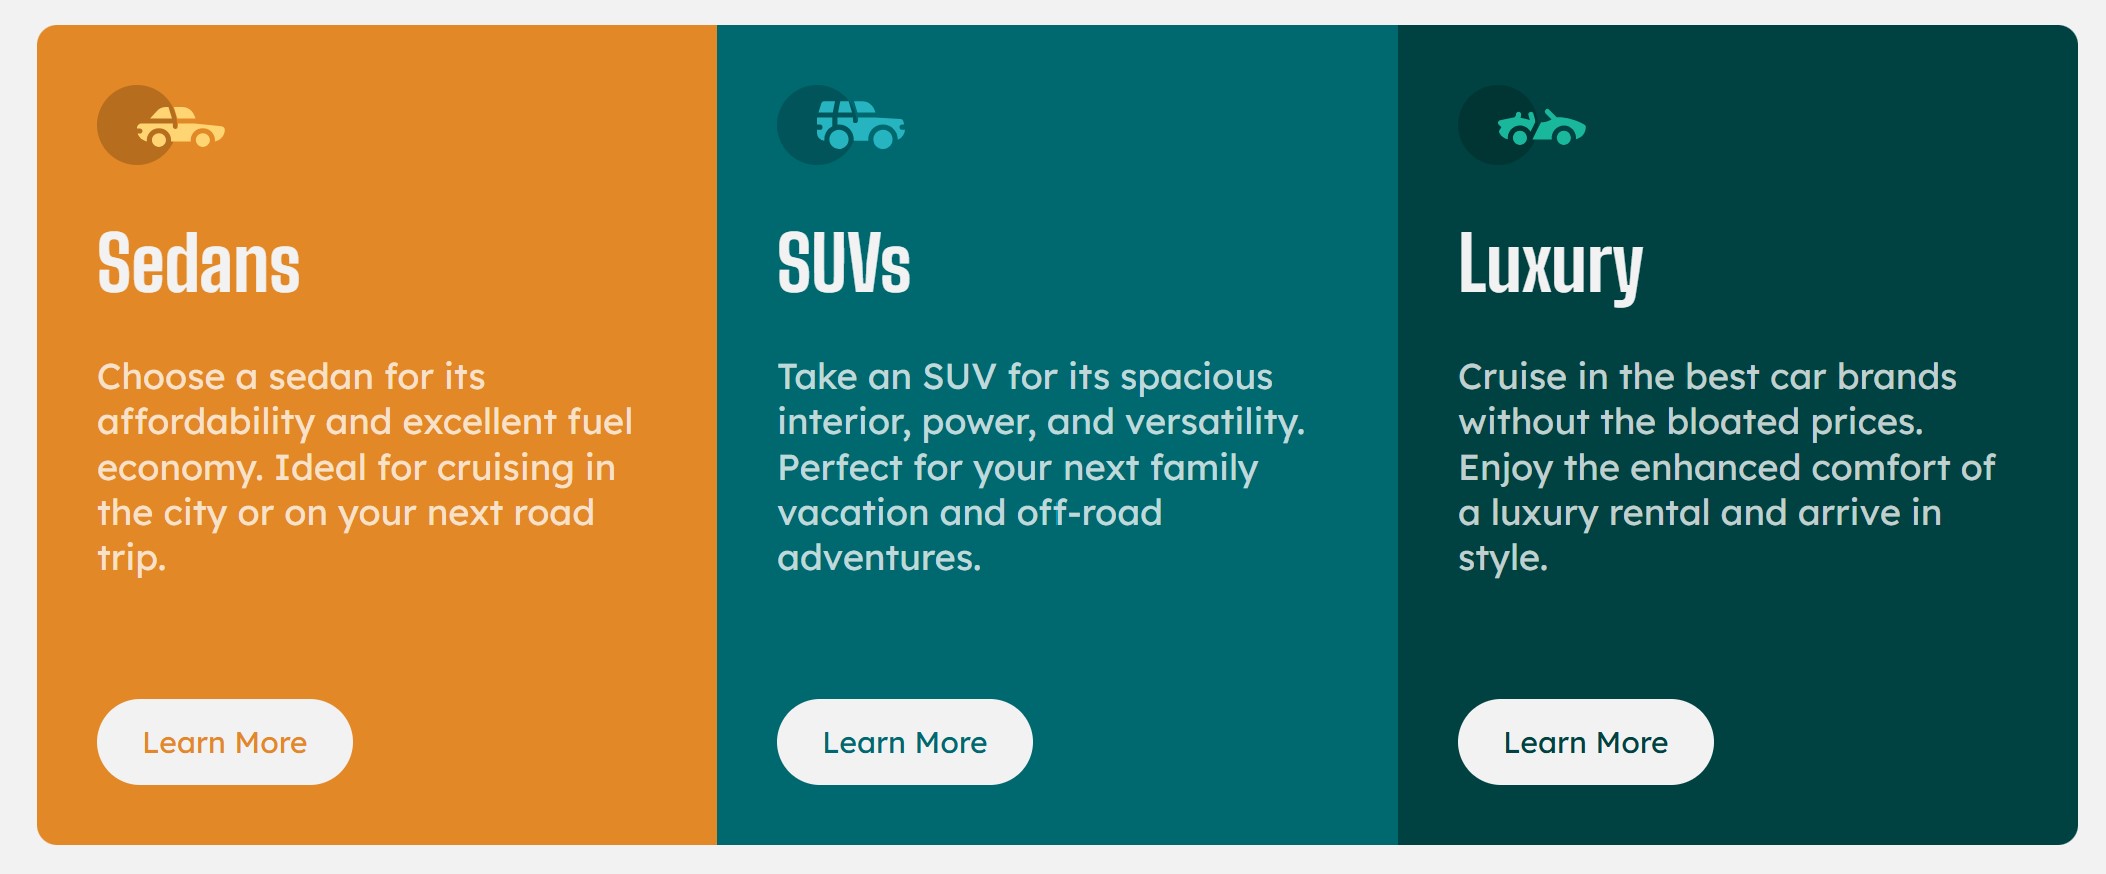 Sedans
Choose a sedan for its
affordability and excellent fuel
economy. Ideal for cruising in
the city or on your next road
trip.
Learn More
SUVs
Take an SUV for its spacious
interior, power, and versatility.
Perfect for your next family
vacation and off-road
adventures.
Learn More
Luxury
Cruise in the best car brands
without the bloated prices.
Enjoy the enhanced comfort of
a luxury rental and arrive in
style.
Learn More